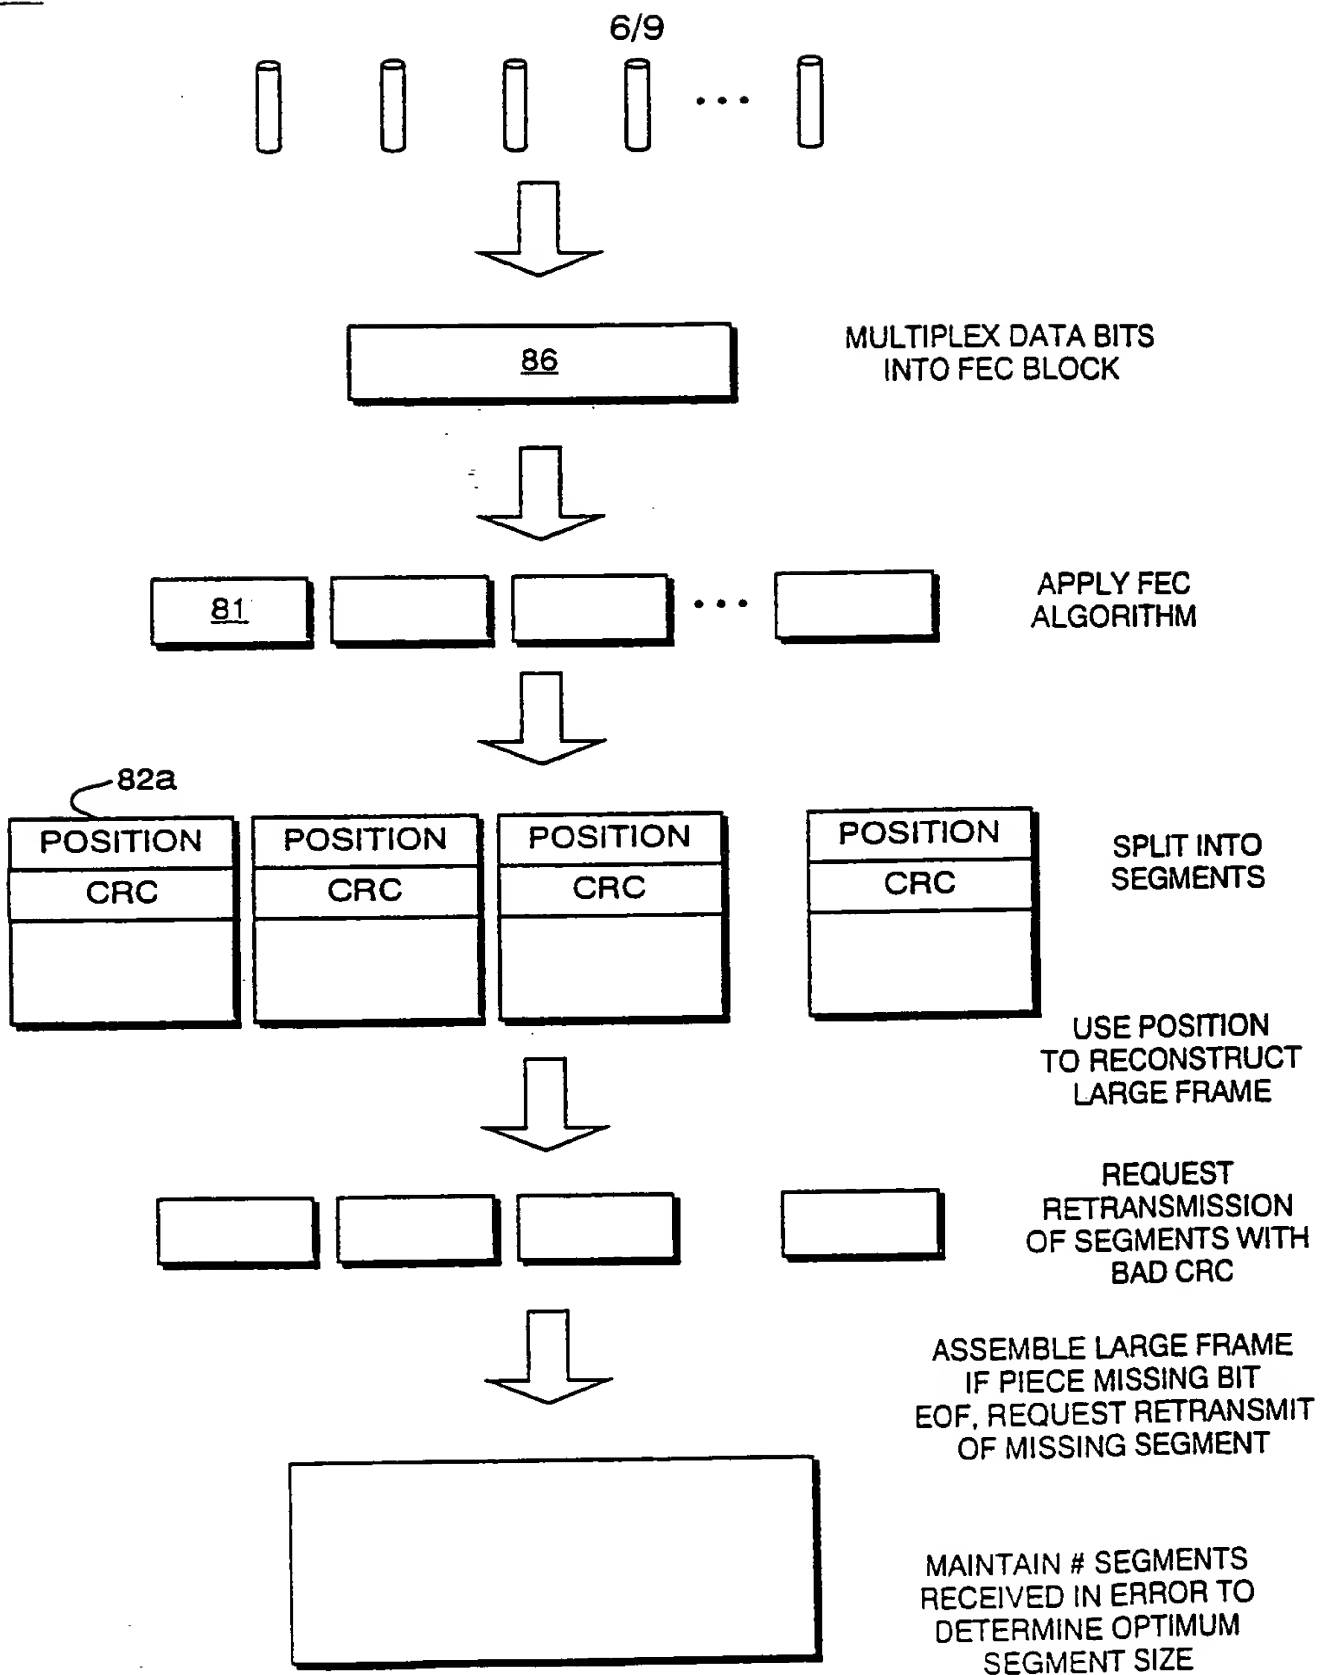 6/9
86
MULTIPLEX DATA BITS
INTO FEC BLOCK
81
APPLY FEC
ALGORITHM
82a
POSITION
CRC
POSITION
CRC
POSITION
CRC
POSITION
CRC
SPLIT INTO
SEGMENTS
USE POSITION
TO RECONSTRUCT
LARGE FRAME
REQUEST
RETRANSMISSION
OF SEGMENTS WITH
BAD CRC
ASSEMBLE LARGE FRAME
IF PIECE MISSING BIT
EOF, REQUEST RETRANSMIT
OF MISSING SEGMENT
MAINTAIN # SEGMENTS
RECEIVED IN ERROR TO
DETERMINE OPTIMUM
SEGMENT SIZE